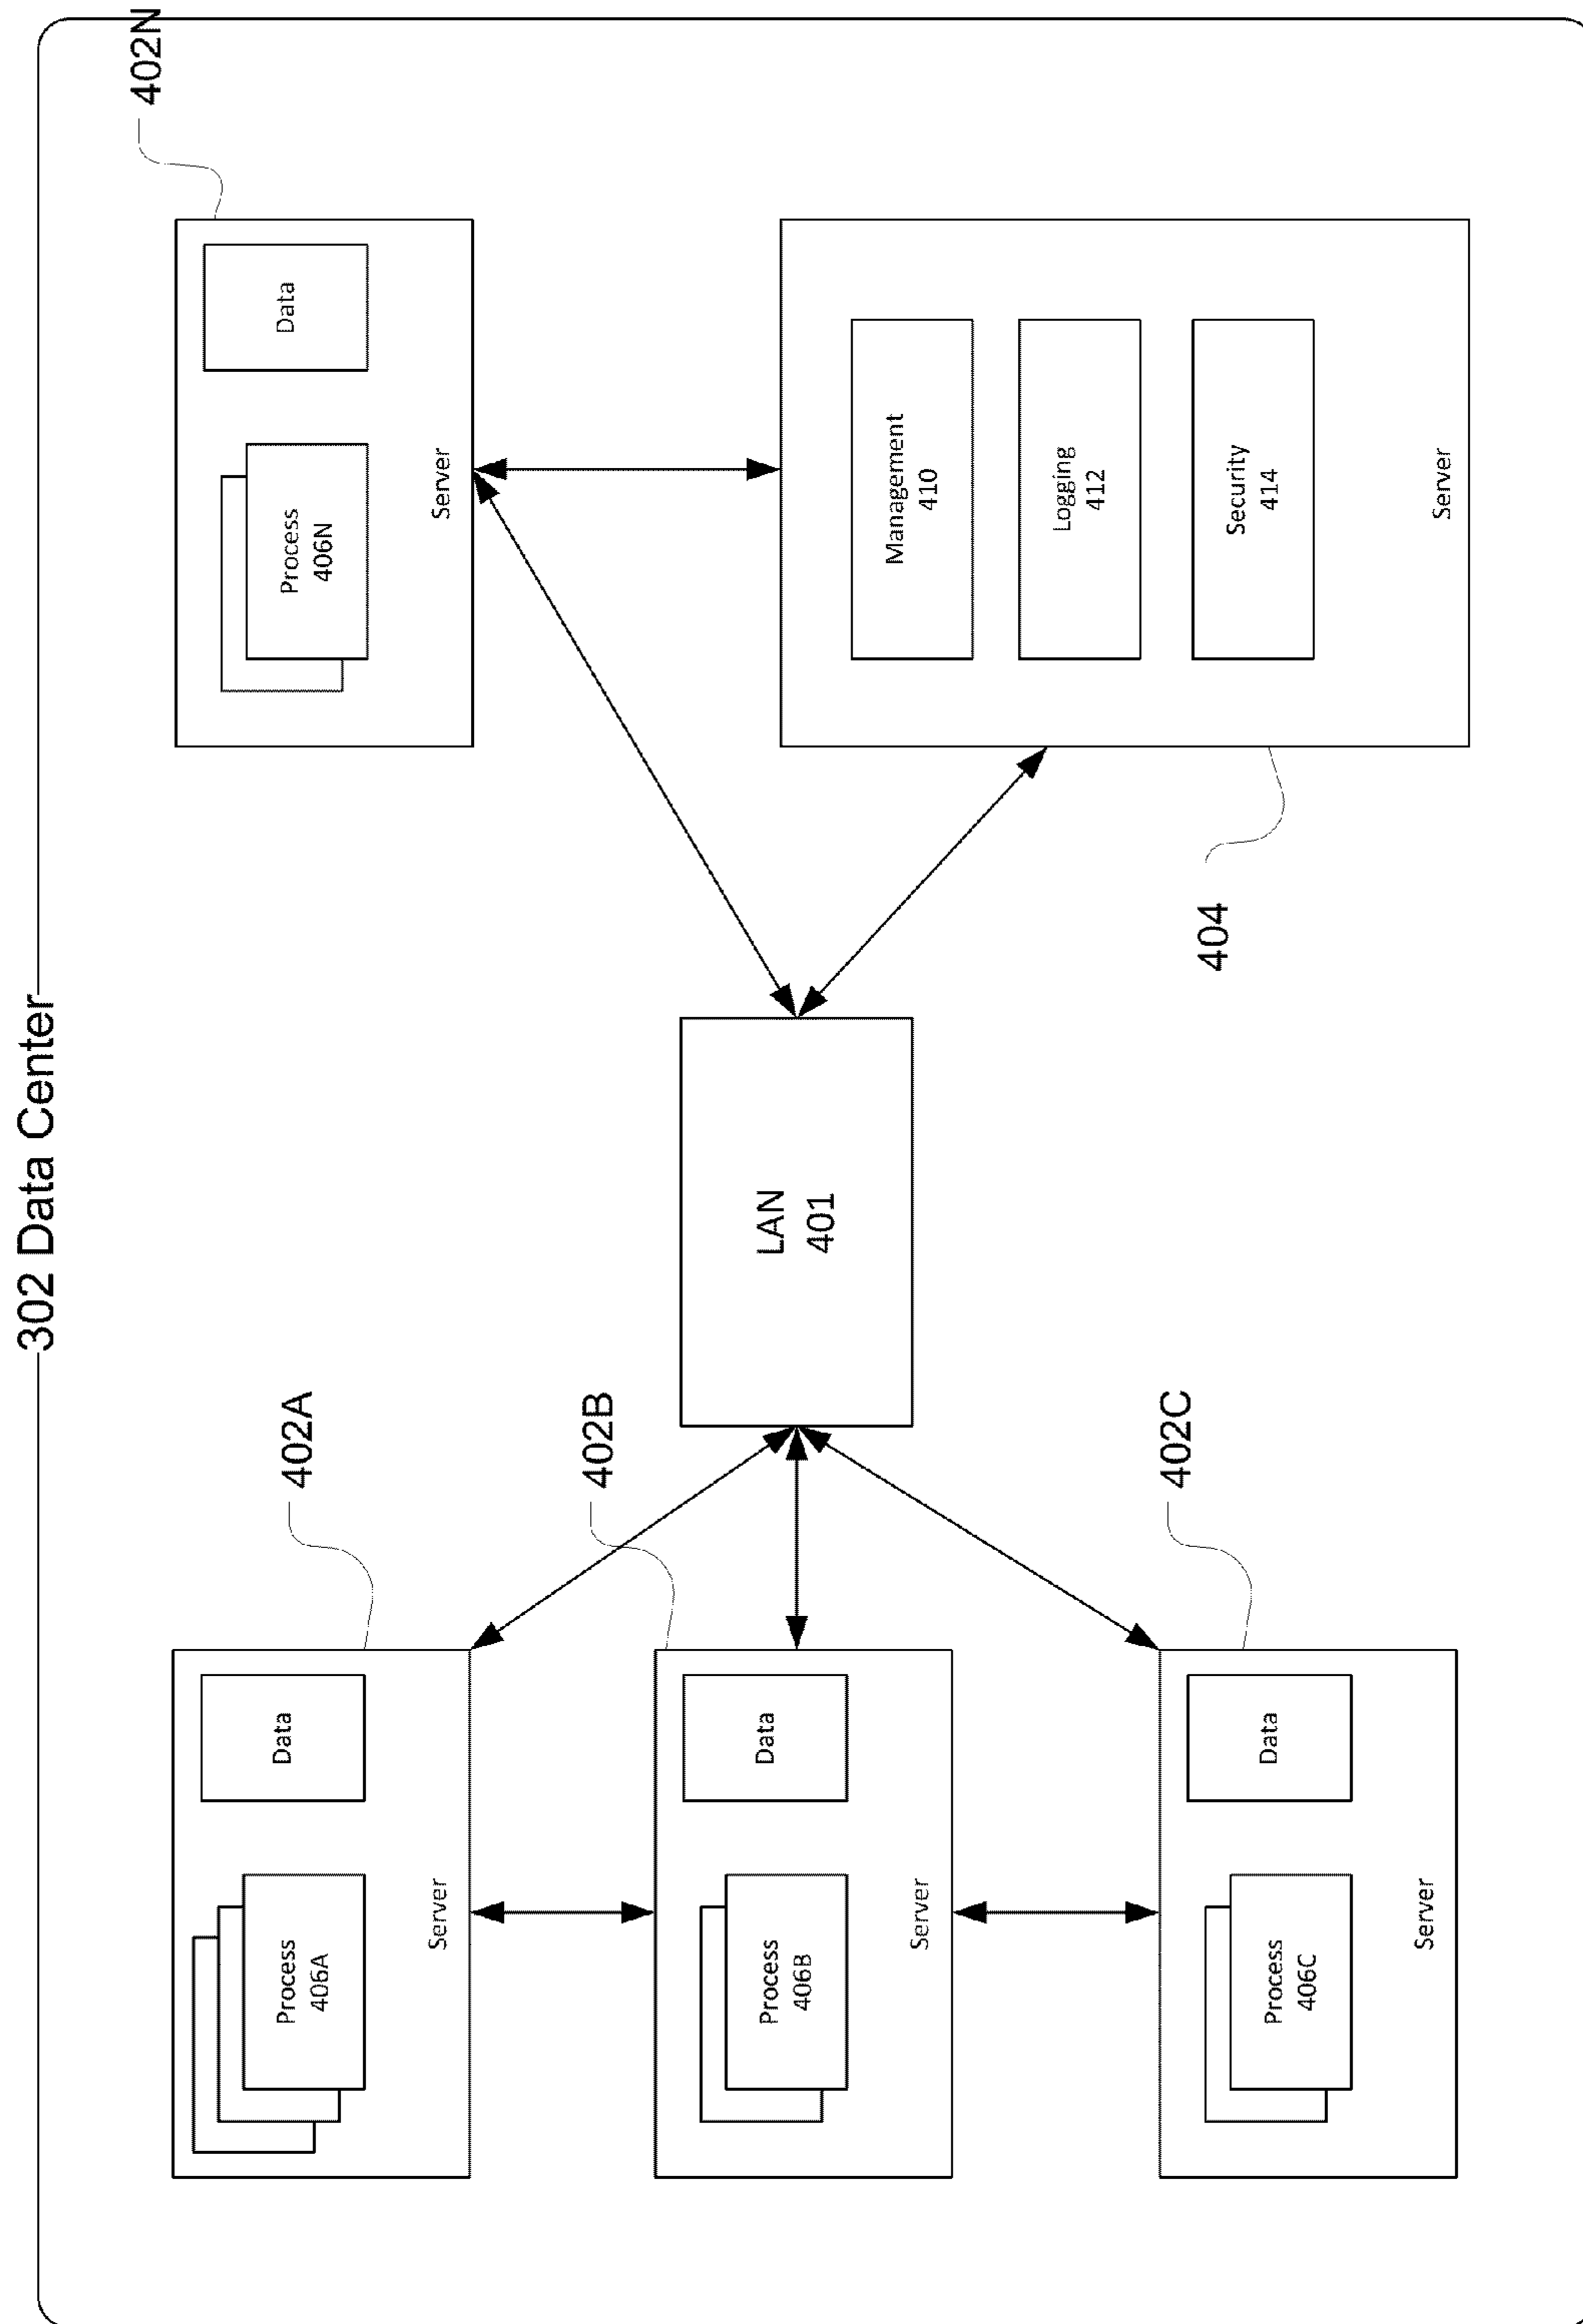 302 Data Center
402A
Process
406A
Data
Server
402B
Process
406B
Data
Server
402C
Process
406C
Data
Server
LAN
401
402N
Process
406N
Data
Server
404
Management
410
Logging
412
Security
414
Server